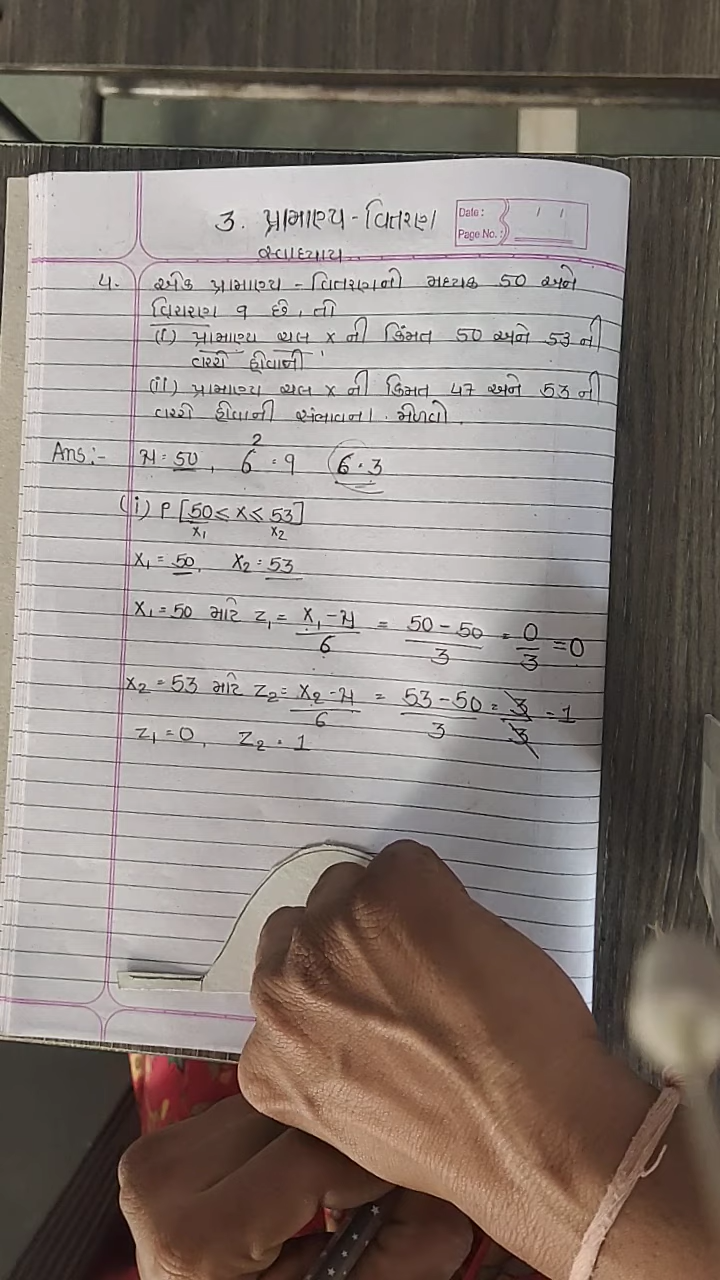 3. પ્રામાણ્ય - વિતરણ
Date : / /
Page No. :
સ્વાધ્યાય
૫. એક પ્રામાણ્ય - વિતરણનો મધ્યક 50 અને
વિચરણ 9 છે, તો
(i) પ્રામાણ્ય ચલ x ની કિંમત 50 અને 53 ની
વચ્ચે હોવાની
(ii) પ્રામાણ્ય ચલ x ની કિંમત 47 અને 53 ની
વચ્ચે હોવાની સંભાવના મેળવો.
Ans:- μ = 50, σ² = 9 σ = 3
(i) P [50 ≤ x ≤ 53]
x₁ x₂
x₁ = 50, x₂ = 53
x₁ = 50 માટે z₁ = x₁ - μ / σ = 50 - 50 / 3 = 0 / 3 = 0
x₂ = 53 માટે z₂ = x₂ - μ / σ = 53 - 50 / 3 = 3 / 3 = 1
z₁ = 0, z₂ = 1